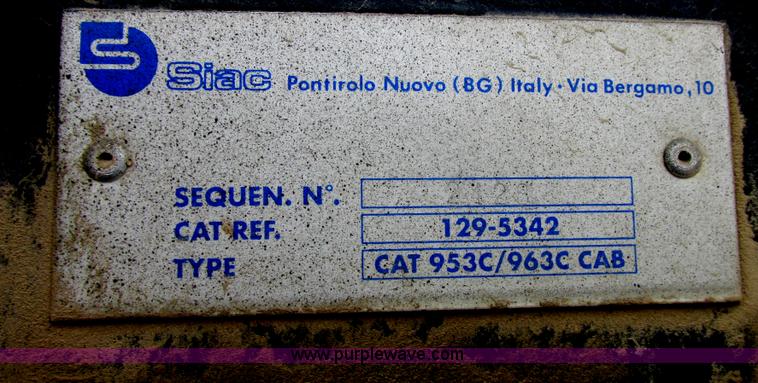 Siac Pontirolo Nuovo (BG) Italy · Via Bergamo, 10
SEQUEN. N°.
CAT REF. 129-5342
TYPE CAT 953C/963C CAB
www.purplewave.com